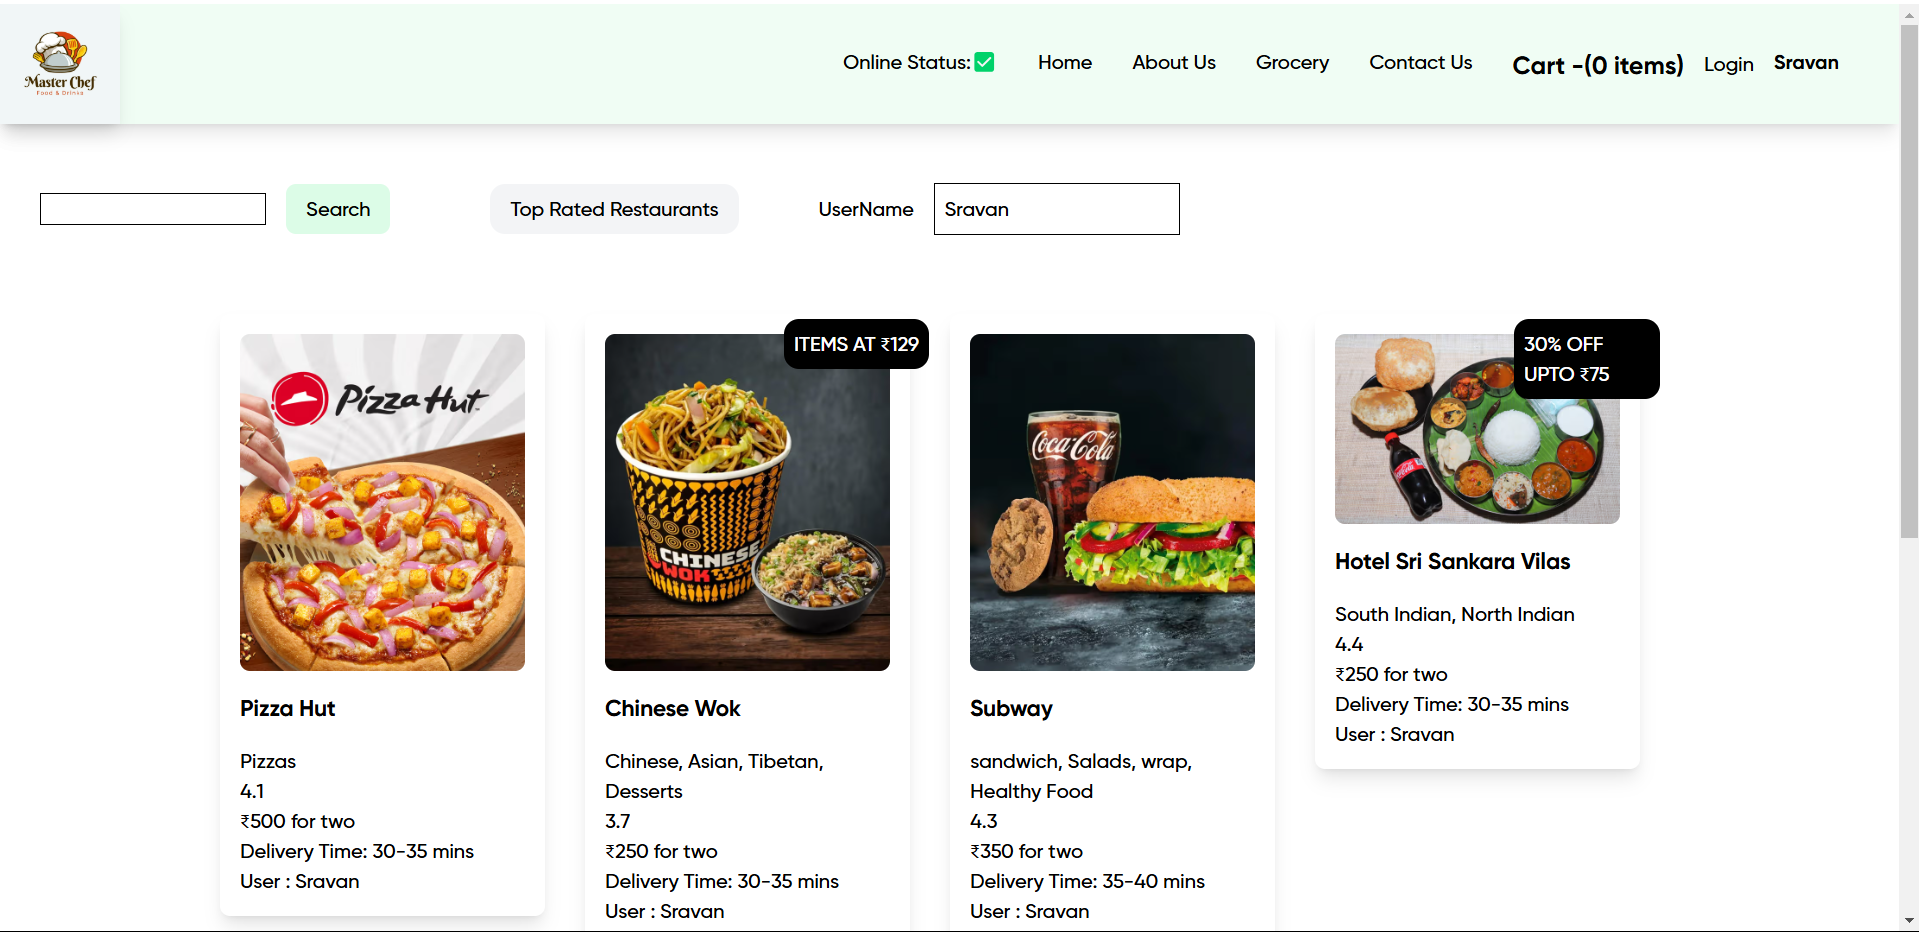 Master Chef
Food & Drinks
Online Status:✅
Home
About Us
Grocery
Contact Us
Cart -(0 items)
Login
Sravan
Search
Top Rated Restaurants
UserName
Sravan
Pizza Hut
Pizza Hut
Pizzas
4.1
₹500 for two
Delivery Time: 30-35 mins
User : Sravan
ITEMS AT ₹129
CHINESE
WOK
Chinese Wok
Chinese, Asian, Tibetan,
Desserts
3.7
₹250 for two
Delivery Time: 30-35 mins
User : Sravan
Coca-Cola
Subway
sandwich, Salads, wrap,
Healthy Food
4.3
₹350 for two
Delivery Time: 35-40 mins
User : Sravan
30% OFF
UPTO ₹75
Hotel Sri Sankara Vilas
South Indian, North Indian
4.4
₹250 for two
Delivery Time: 30-35 mins
User : Sravan